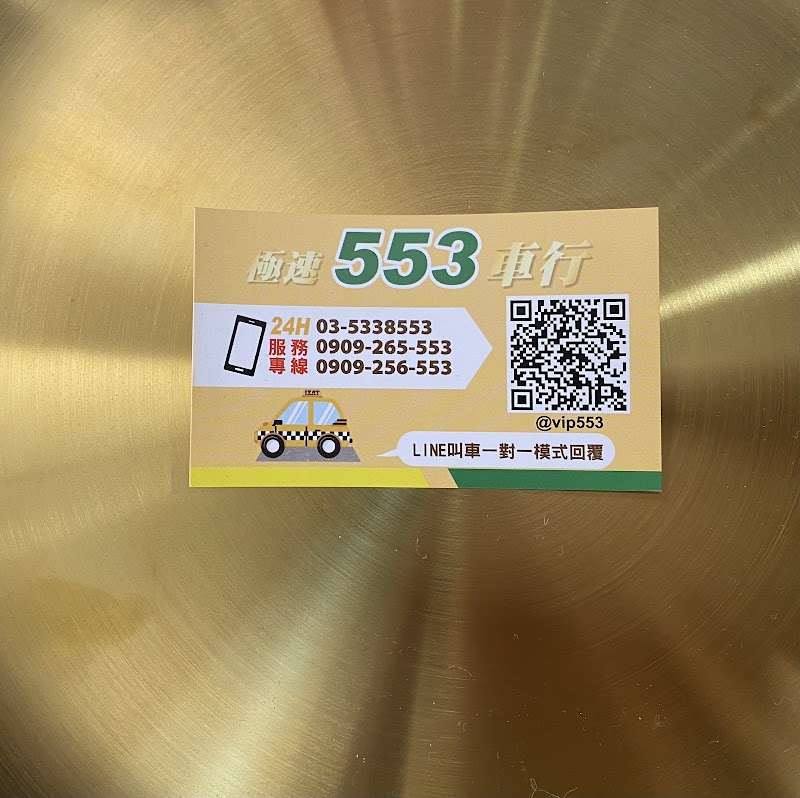 極速 553 車行
24H 服務專線
03-5338553
0909-265-553
0909-256-553
@vip553
TAXI
LINE叫車一對一模式回覆